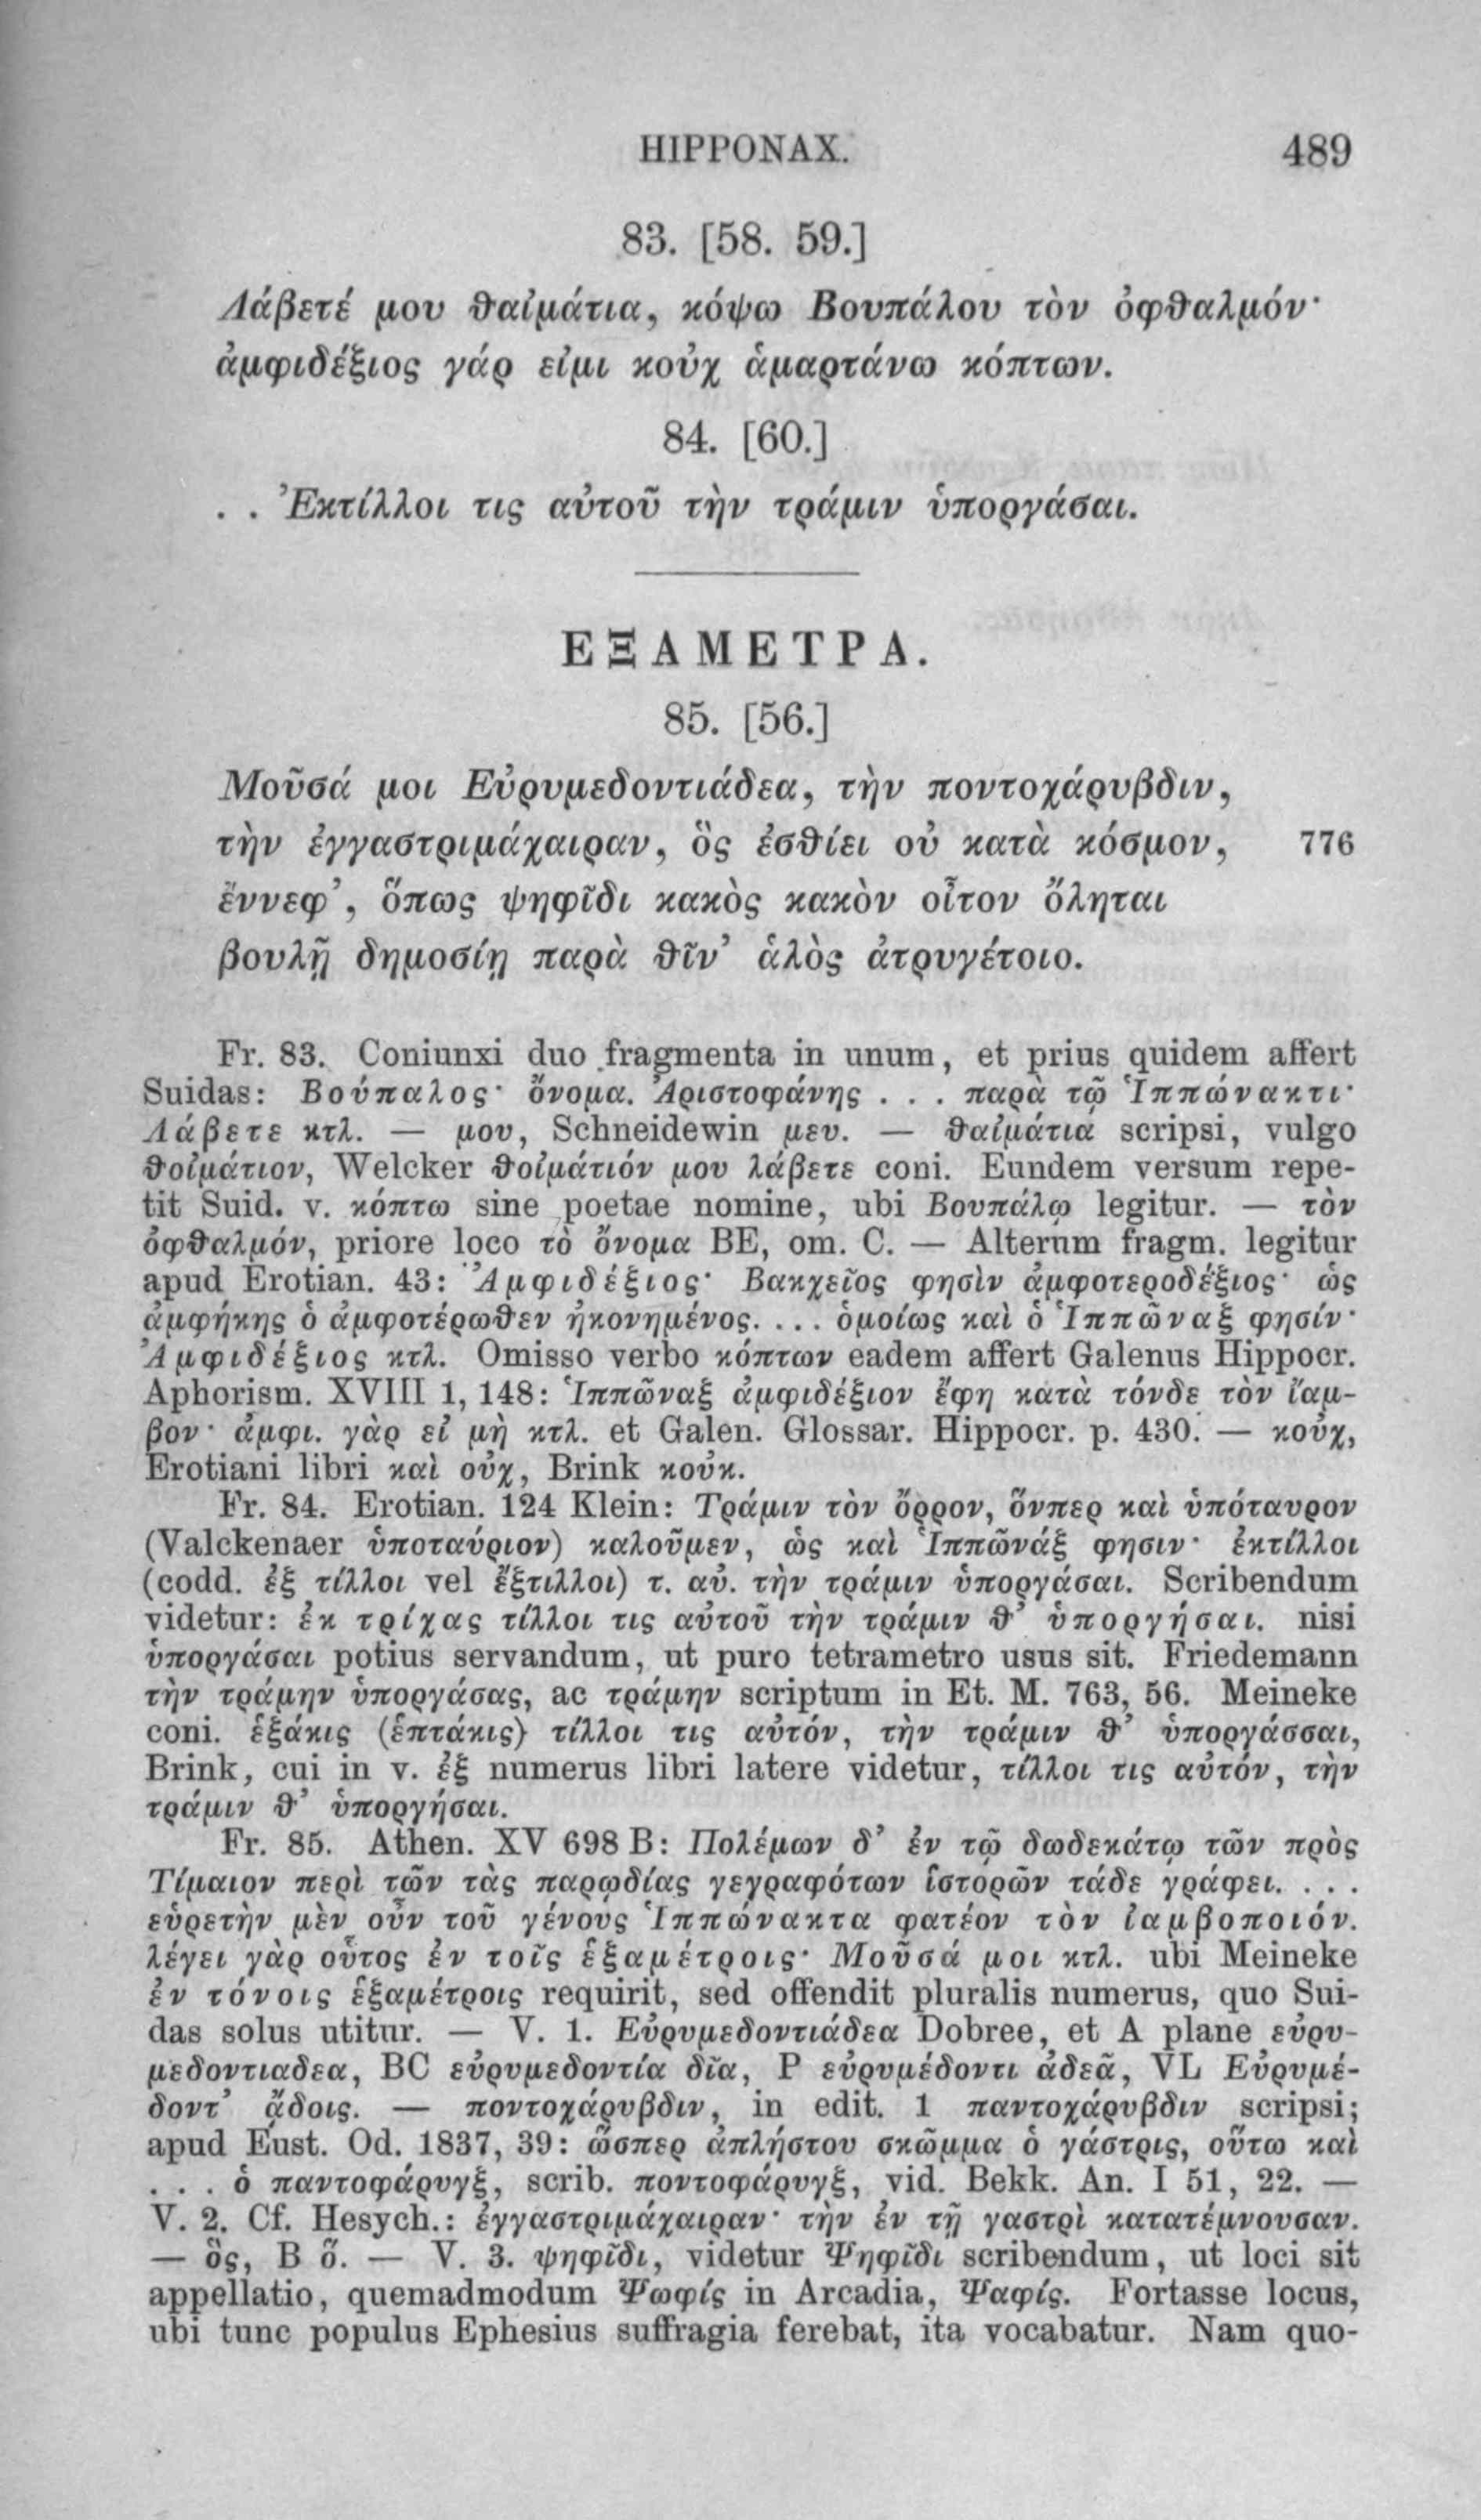 HIPPONAX. 489
83. [58. 59.]
Λάβετέ μου θαἰμάτια, κόψω Βουπάλου τὸν ὀφθαλμόν·
ἀμφιδέξιος γάρ εἰμι κοὐχ ἁμαρτάνω κόπτων.
84. [60.]
. . Ἐκτίλλοι τις αὐτοῦ τὴν τράμιν ὑποργάσαι.
ΕΞΑΜΕΤΡΑ.
85. [56.]
Μοῦσά μοι Εὐρυμεδοντιάδεα, τὴν ποντοχάρυβδιν,
τὴν ἐγγαστριμάχαιραν, ὃς ἐσθίει οὐ κατὰ κόσμον, 776
ἔννεφ’, ὅπως ψηφῖδι κακὸς κακὸν οἶτον ὄληται
βουλῇ δημοσίῃ παρὰ θῖν’ ἁλὸς ἀτρυγέτοιο.
Fr. 83. Coniunxi duo fragmenta in unum, et prius quidem affert
Suidas: Βούπαλος· ὄνομα. Ἀριστοφάνης . . . παρὰ τῷ Ἱππώνακτι·
Λάβετε κτλ. — μου, Schneidewin μευ. — θαἰμάτια scripsi, vulgo
θοἰμάτιον, Welcker θοἰμάτιόν μου λάβετε coni. Eundem versum repe-
tit Suid. v. κόπτω sine poetae nomine, ubi Βουπάλῳ legitur. — τὸν
ὀφθαλμόν, priore loco τὸ ὄνομα BE, om. C. — Alterum fragm. legitur
apud Erotian. 43: Ἀμφιδέξιος· Βακχεῖος φησὶν ἀμφοτεροδέξιος· ὡς
ἀμφήκης ὁ ἀμφοτέρωθεν ἠκονημένος. . . . ὁμοίως καὶ ὁ Ἱππῶναξ φησίν·
Ἀμφιδέξιος κτλ. Omisso verbo κόπτων eadem affert Galenus Hippocr.
Aphorism. XVIII 1, 148: Ἱππῶναξ ἀμφιδέξιον ἔφη κατὰ τόνδε τὸν ἴαμ-
βον· ἀμφι. γὰρ εἰ μὴ κτλ. et Galen. Glossar. Hippocr. p. 430. — κοὐχ,
Erotiani libri καὶ οὐχ, Brink κοὐκ.
Fr. 84. Erotian. 124 Klein: Τράμιν τὸν ὄρρον, ὅνπερ καὶ ὑπόταυρον
(Valckenaer ὑποταύριον) καλοῦμεν, ὡς καὶ Ἱππῶνάξ φησιν· ἐκτίλλοι
(codd. ἐξ τίλλοι vel ἔξτιλλοι) τ. αὐ. τὴν τράμιν ὑποργάσαι. Scribendum
videtur: ἐκ τρίχας τίλλοι τις αὐτοῦ τὴν τράμιν θ’ ὑποργήσαι. nisi
ὑποργάσαι potius servandum, ut puro tetrametro usus sit. Friedemann
τὴν τράμην ὑποργάσας, ac τράμην scriptum in Et. M. 763, 56. Meineke
coni. ἑξάκις (ἑπτάκις) τίλλοι τις αὐτόν, τὴν τράμιν θ’ ὑποργάσσαι,
Brink, cui in v. ἐξ numerus libri latere videtur, τίλλοι τις αὐτόν, τὴν
τράμιν θ’ ὑποργήσαι.
Fr. 85. Athen. XV 698 B: Πολέμων δ’ ἐν τῷ δωδεκάτῳ τῶν πρὸς
Τίμαιον περὶ τῶν τὰς παρῳδίας γεγραφότων ἱστορῶν τάδε γράφει. . . .
εὑρετὴν μὲν οὖν τοῦ γένους Ἱππώνακτα φατέον τὸν ἰαμβοποιόν.
λέγει γὰρ οὗτος ἐν τοῖς ἑξαμέτροις· Μοῦσά μοι κτλ. ubi Meineke
ἐν τόνοις ἑξαμέτροις requirit, sed offendit pluralis numerus, quo Sui-
das solus utitur. — V. 1. Εὐρυμεδοντιάδεα Dobree, et A plane εὐρυ-
μεδοντιαδεα, BC εὐρυμεδοντία δῖα, P εὐρυμέδοντι ἀδεᾶ, VL Εὐρυμέ-
δοντ’ ᾄδοις. — ποντοχάρυβδιν, in edit. 1 παντοχάρυβδιν scripsi;
apud Eust. Od. 1837, 39: ὥσπερ ἀπλήστου σκῶμμα ὁ γάστρις, οὕτω καὶ
. . . ὁ παντοφάρυγξ, scrib. ποντοφάρυγξ, vid. Bekk. An. I 51, 22. —
V. 2. Cf. Hesych.: ἐγγαστριμάχαιραν· τὴν ἐν τῇ γαστρὶ κατατέμνουσαν.
— ὃς, B ὅ. — V. 3. ψηφῖδι, videtur Ψηφῖδι scribendum, ut loci sit
appellatio, quemadmodum Ψωφίς in Arcadia, Ψαφίς. Fortasse locus,
ubi tunc populus Ephesius suffragia ferebat, ita vocabatur. Nam quo-